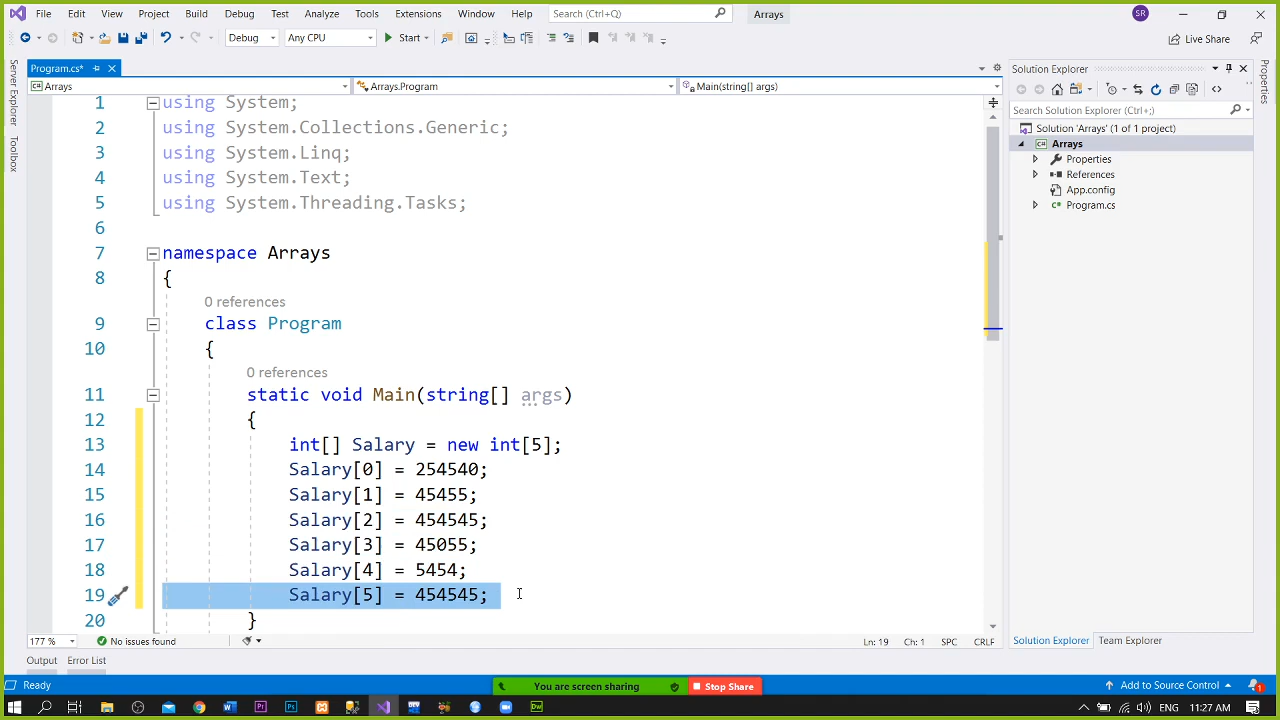 File Edit View Project Build Debug Test Analyze Tools Extensions Window Help Search (Ctrl+Q) Arrays SR
Debug Any CPU Start Live Share
Server Explorer
Toolbox
Program.cs*
Arrays Arrays.Program Main(string[] args)
1 using System;
2 using System.Collections.Generic;
3 using System.Linq;
4 using System.Text;
5 using System.Threading.Tasks;
6
7 namespace Arrays
8 {
0 references
9 class Program
10 {
0 references
11 static void Main(string[] args)
12 {
13 int[] Salary = new int[5];
14 Salary[0] = 254540;
15 Salary[1] = 45455;
16 Salary[2] = 454545;
17 Salary[3] = 45055;
18 Salary[4] = 5454;
19 Salary[5] = 454545;
20 }
177 % No issues found Ln: 19 Ch: 1 SPC CRLF
Solution Explorer
Search Solution Explorer (Ctrl+;)
Solution 'Arrays' (1 of 1 project)
C# Arrays
Properties
References
App.config
C# Program.cs
Solution Explorer Team Explorer
Properties
Output Error List
Ready You are screen sharing Stop Share Add to Source Control 1
ENG 11:27 AM